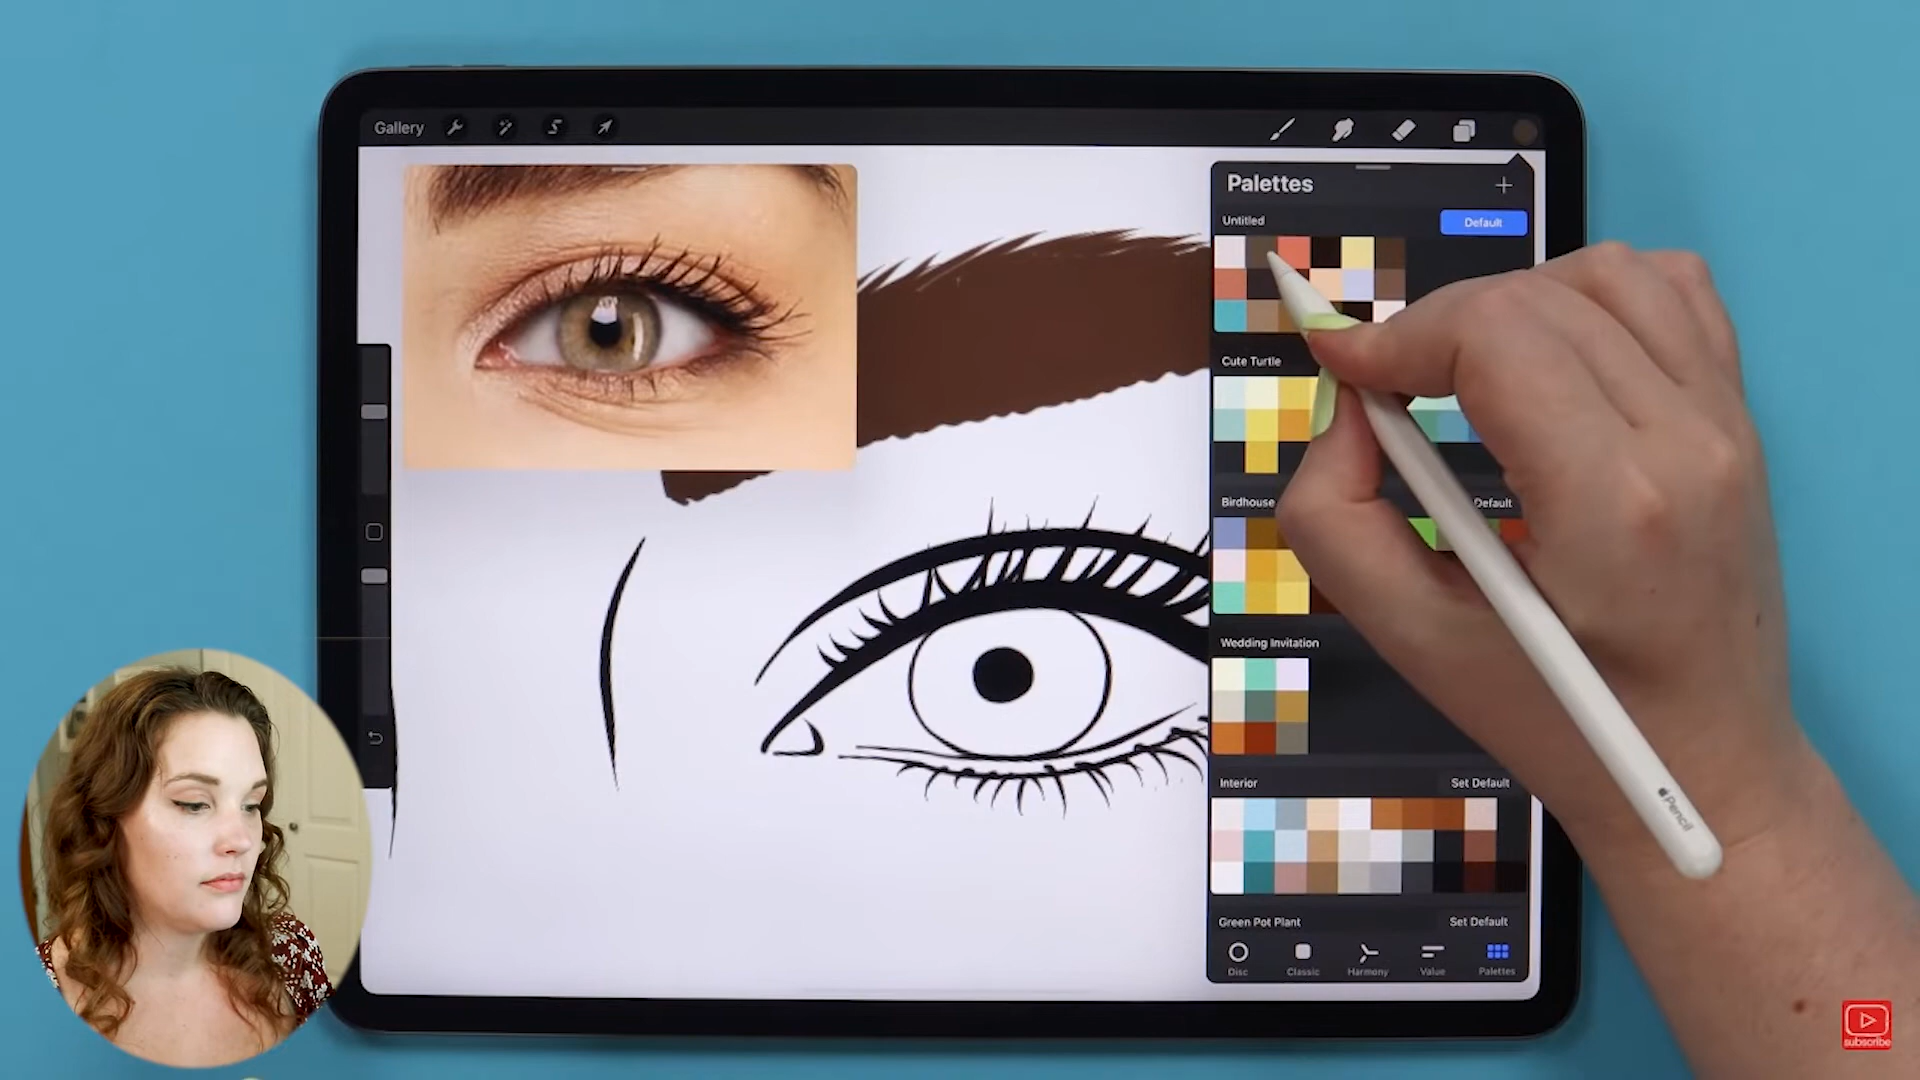 Gallery
Palettes
Untitled
Default
Cute Turtle
Birdhouse
Default
Wedding Invitation
Interior
Set Default
Green Pot Plant
Set Default
Disc
Classic
Harmony
Value
Palettes
Pencil
subscribe